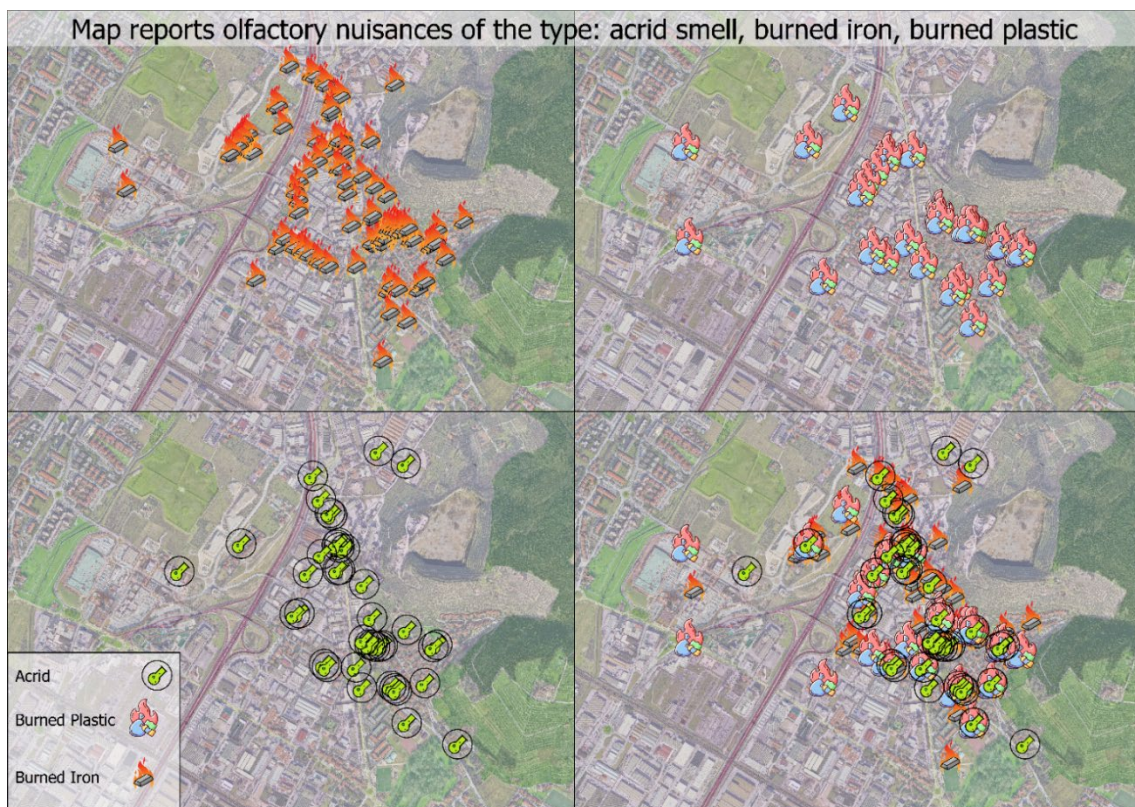 Map reports olfactory nuisances of the type: acrid smell, burned iron, burned plastic
Acrid
Burned Plastic
Burned Iron